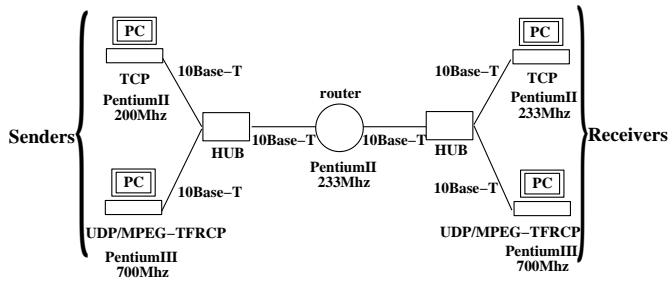 PC
TCP
PentiumII
200Mhz
10Base-T
Senders
HUB
10Base-T
router
PentiumII
233Mhz
10Base-T
HUB
10Base-T
PC
TCP
PentiumII
233Mhz
Receivers
PC
10Base-T
UDP/MPEG-TFRCP
PentiumIII
700Mhz
10Base-T
PC
UDP/MPEG-TFRCP
PentiumIII
700Mhz